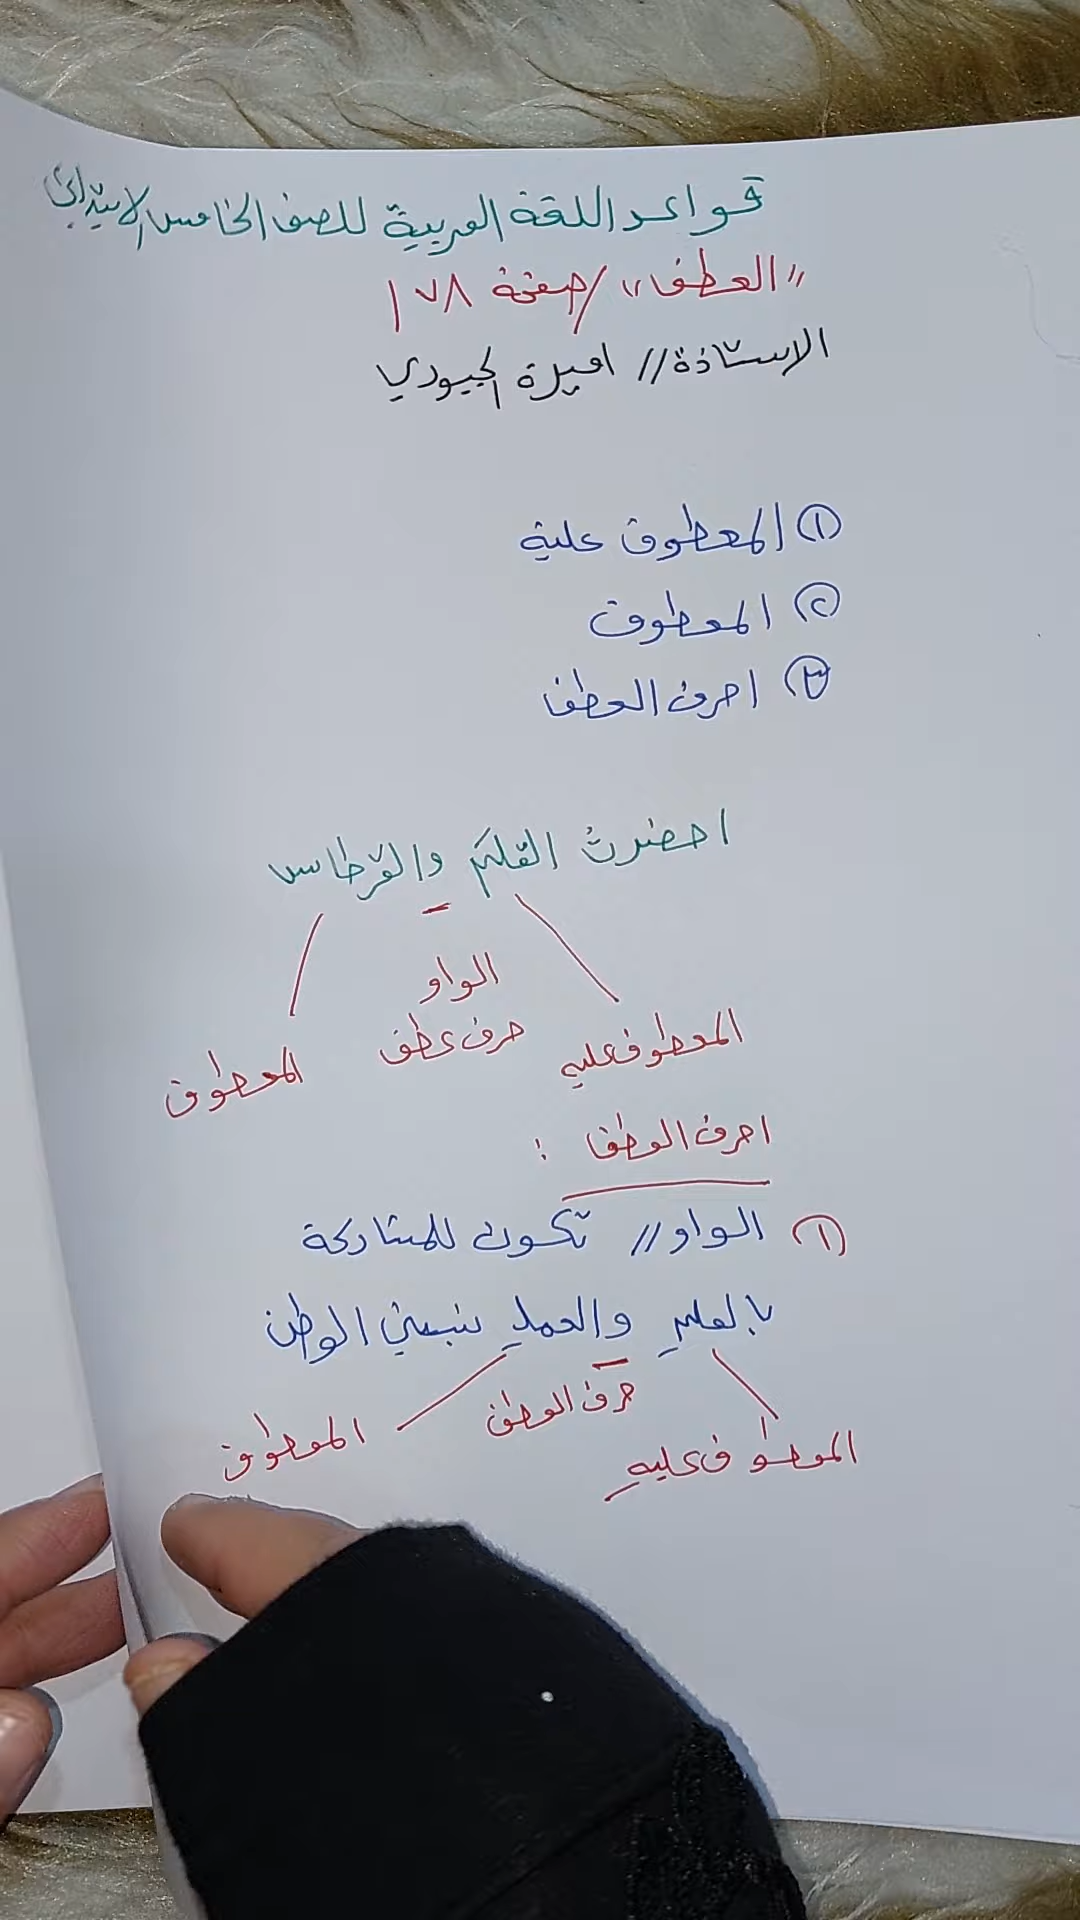 قواعد اللغة العربية للصف الخامس الابتدائي
"العطف" / صفحة ١٧٨
الاستاذة // اميرة الجبوري
١ المعطوف علية
٢ المعطوف
٣ احرف العطف
احضرتُ القلمَ والقرطاس
المعطوف عليه
الواو حرف عطف
المعطوف
احرف العطف :
١ الواو // تكون للمشاركة
بالعلمِ والعملِ نبني الوطن
المعطوف عليهِ
حرف العطف
المعطوف